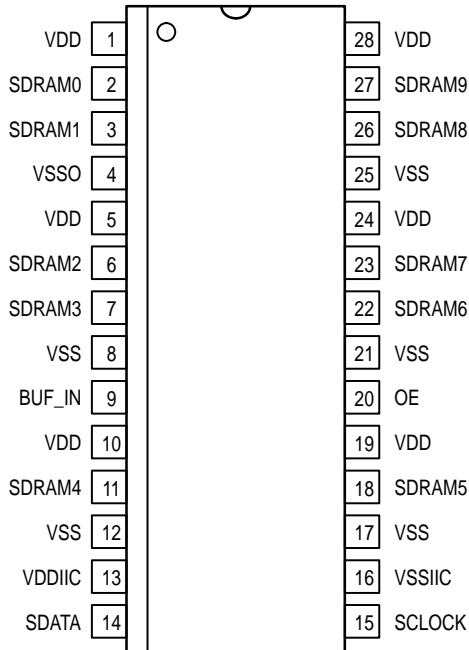 VDD 1 28 VDD
SDRAM0 2 27 SDRAM9
SDRAM1 3 26 SDRAM8
VSSO 4 25 VSS
VDD 5 24 VDD
SDRAM2 6 23 SDRAM7
SDRAM3 7 22 SDRAM6
VSS 8 21 VSS
BUF_IN 9 20 OE
VDD 10 19 VDD
SDRAM4 11 18 SDRAM5
VSS 12 17 VSS
VDDIIC 13 16 VSSIIC
SDATA 14 15 SCLOCK